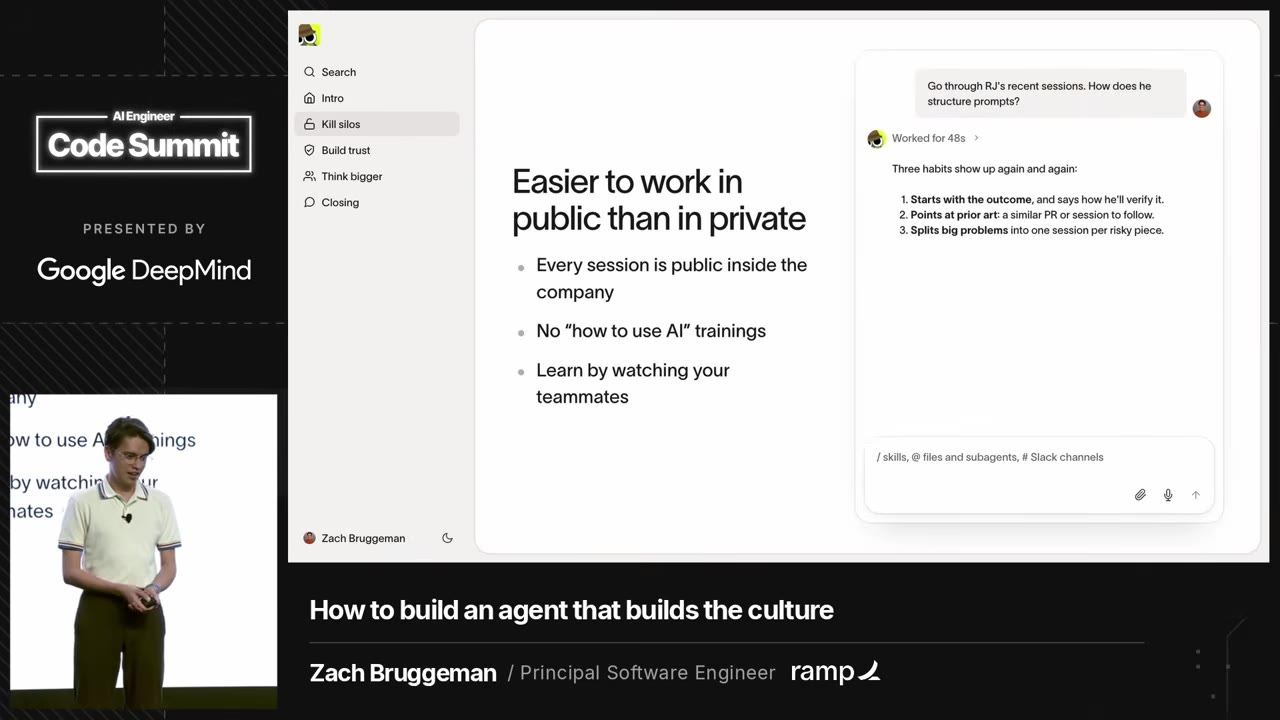 AI Engineer
Code Summit
PRESENTED BY
Google DeepMind
Search
Intro
Kill silos
Build trust
Think bigger
Closing
Zach Bruggeman
Easier to work in
public than in private
Every session is public inside the
company
No “how to use AI” trainings
Learn by watching your
teammates
Go through RJ's recent sessions. How does he
structure prompts?
Worked for 48s
Three habits show up again and again:
1. Starts with the outcome, and says how he'll verify it.
2. Points at prior art: a similar PR or session to follow.
3. Splits big problems into one session per risky piece.
/ skills, @ files and subagents, # Slack channels
any
ow to use A nings
by watchin ur
nates
How to build an agent that builds the culture
Zach Bruggeman / Principal Software Engineer ramp